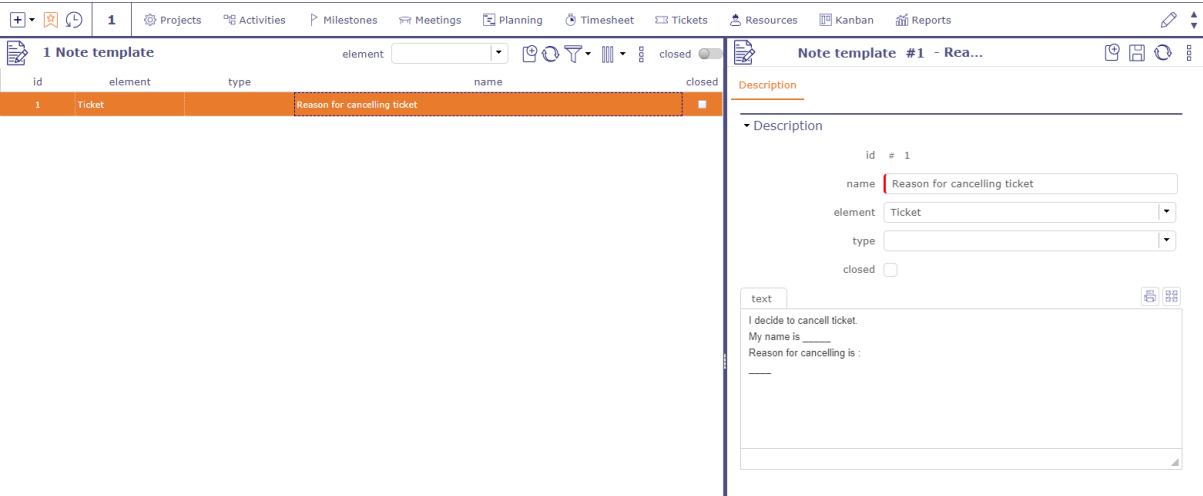 1 Projects Activities Milestones Meetings Planning Timesheet Tickets Resources Kanban Reports
1 Note template element closed
id element type name closed
1 Ticket Reason for cancelling ticket
Note template #1 - Rea...
Description
Description
id # 1
name Reason for cancelling ticket
element Ticket
type
closed
text
I decide to cancell ticket.
My name is _____
Reason for cancelling is :
____